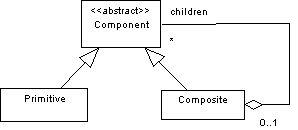 <<abstract>>
Component
children
*
Primitive
Composite
0..1